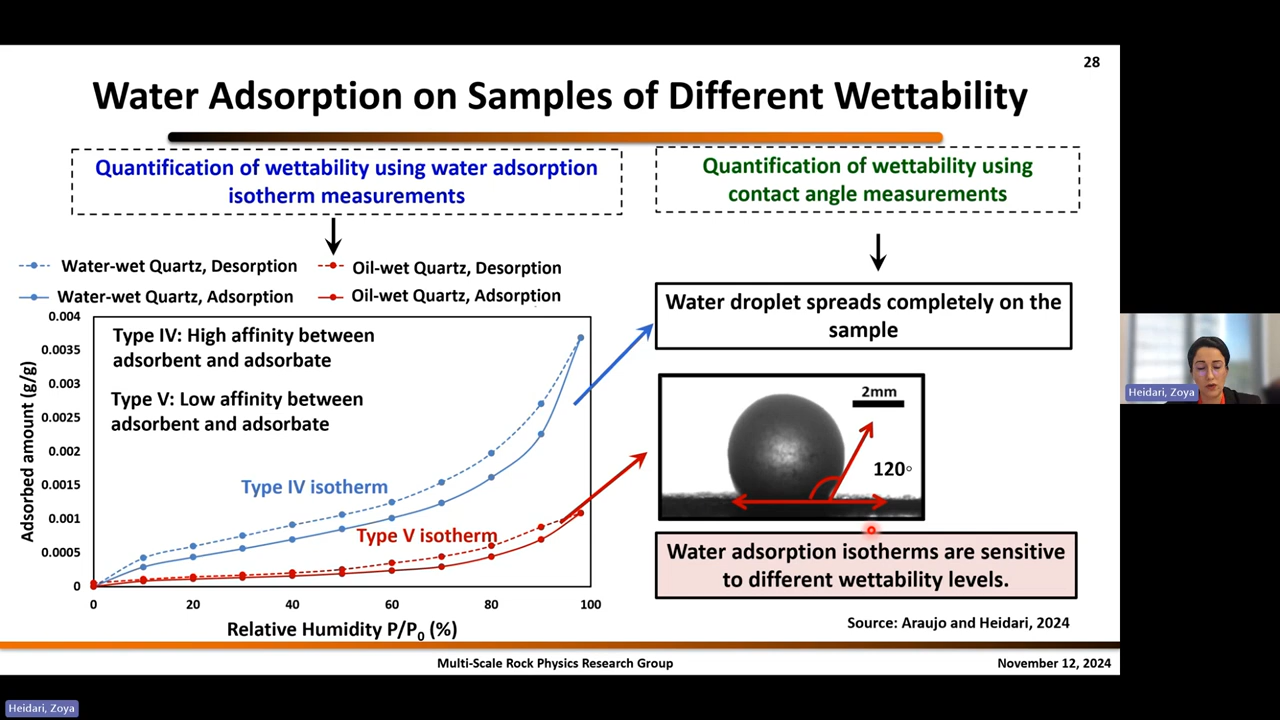 28
Water Adsorption on Samples of Different Wettability
Quantification of wettability using water adsorption
isotherm measurements
Quantification of wettability using
contact angle measurements
Water-wet Quartz, Desorption
Oil-wet Quartz, Desorption
Water-wet Quartz, Adsorption
Oil-wet Quartz, Adsorption
Water droplet spreads completely on the
sample
0.004
0.0035
0.003
0.0025
0.002
0.0015
0.001
0.0005
0
Adsorbed amount (g/g)
Type IV: High affinity between
adsorbent and adsorbate
Type V: Low affinity between
adsorbent and adsorbate
Type IV isotherm
Type V isotherm
0 20 40 60 80 100
Relative Humidity P/P₀ (%)
2mm
120°
Water adsorption isotherms are sensitive
to different wettability levels.
Source: Araujo and Heidari, 2024
Multi-Scale Rock Physics Research Group
November 12, 2024
Heidari, Zoya
Heidari, Zoya